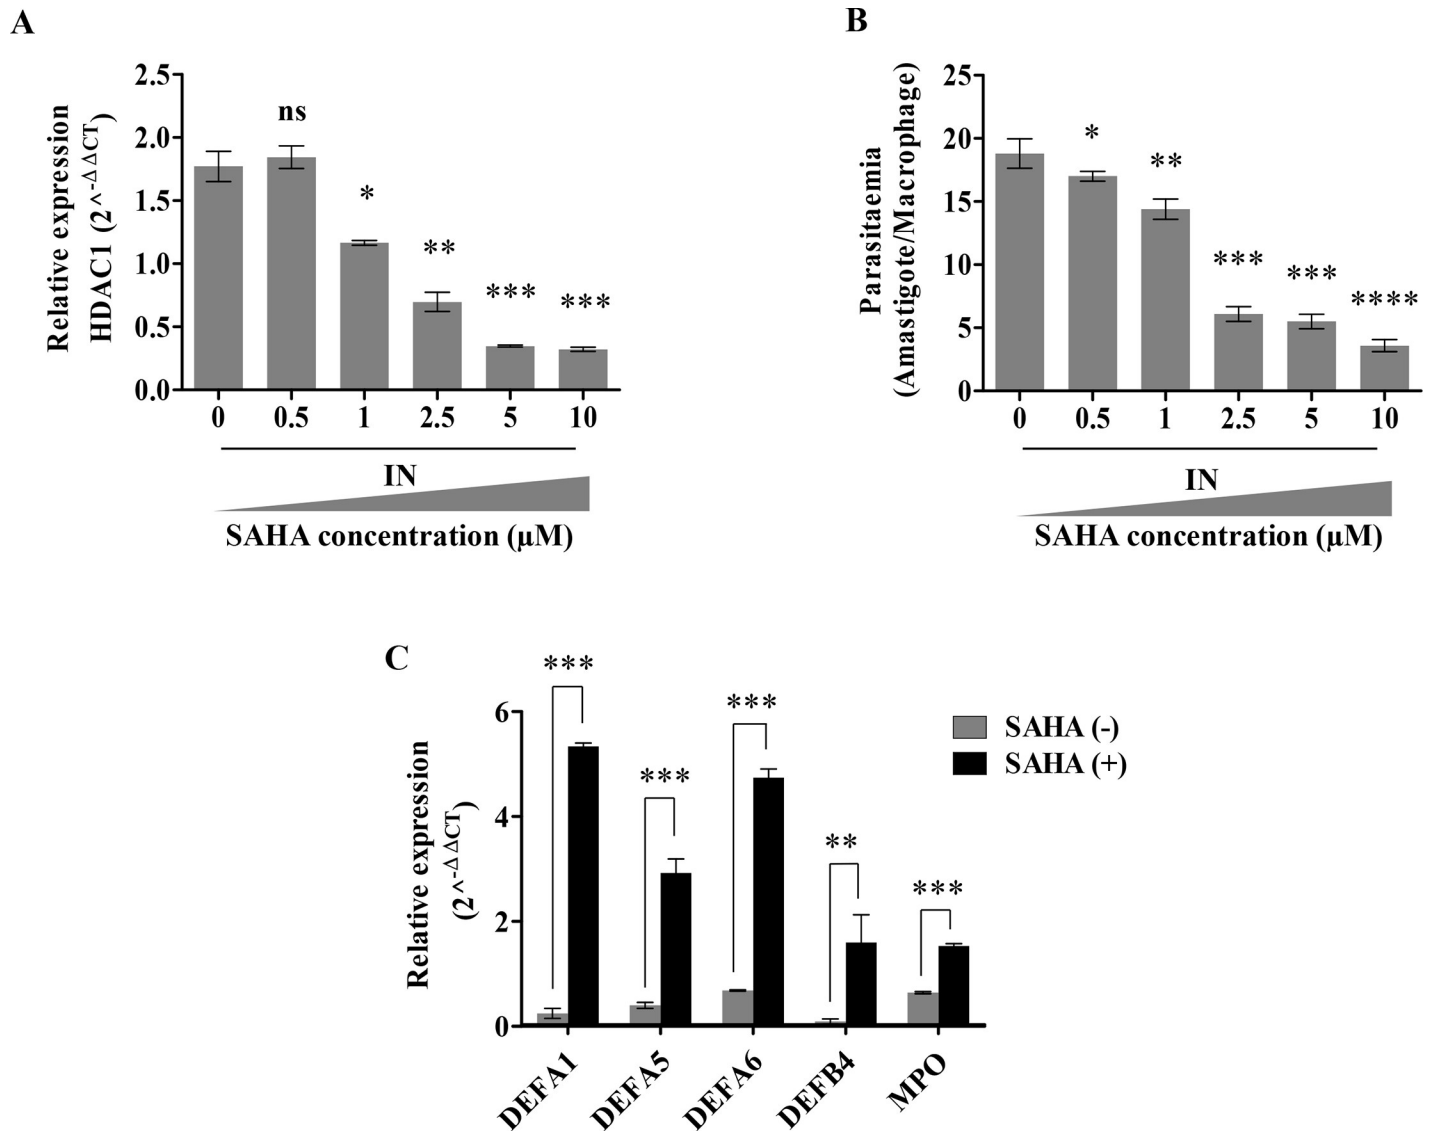 A
Relative expression
HDAC1 (2^-ΔΔCT)
2.5
2.0
1.5
1.0
0.5
0.0
ns
*
**
***
***
0 0.5 1 2.5 5 10
IN
SAHA concentration (μM)
B
Parasitaemia
(Amastigote/Macrophage)
25
20
15
10
5
0
*
**
***
***
****
0 0.5 1 2.5 5 10
IN
SAHA concentration (μM)
C
Relative expression
(2^-ΔΔCT)
6
4
2
0
***
***
***
**
***
DEFA1 DEFA5 DEFA6 DEFB4 MPO
SAHA (-)
SAHA (+)